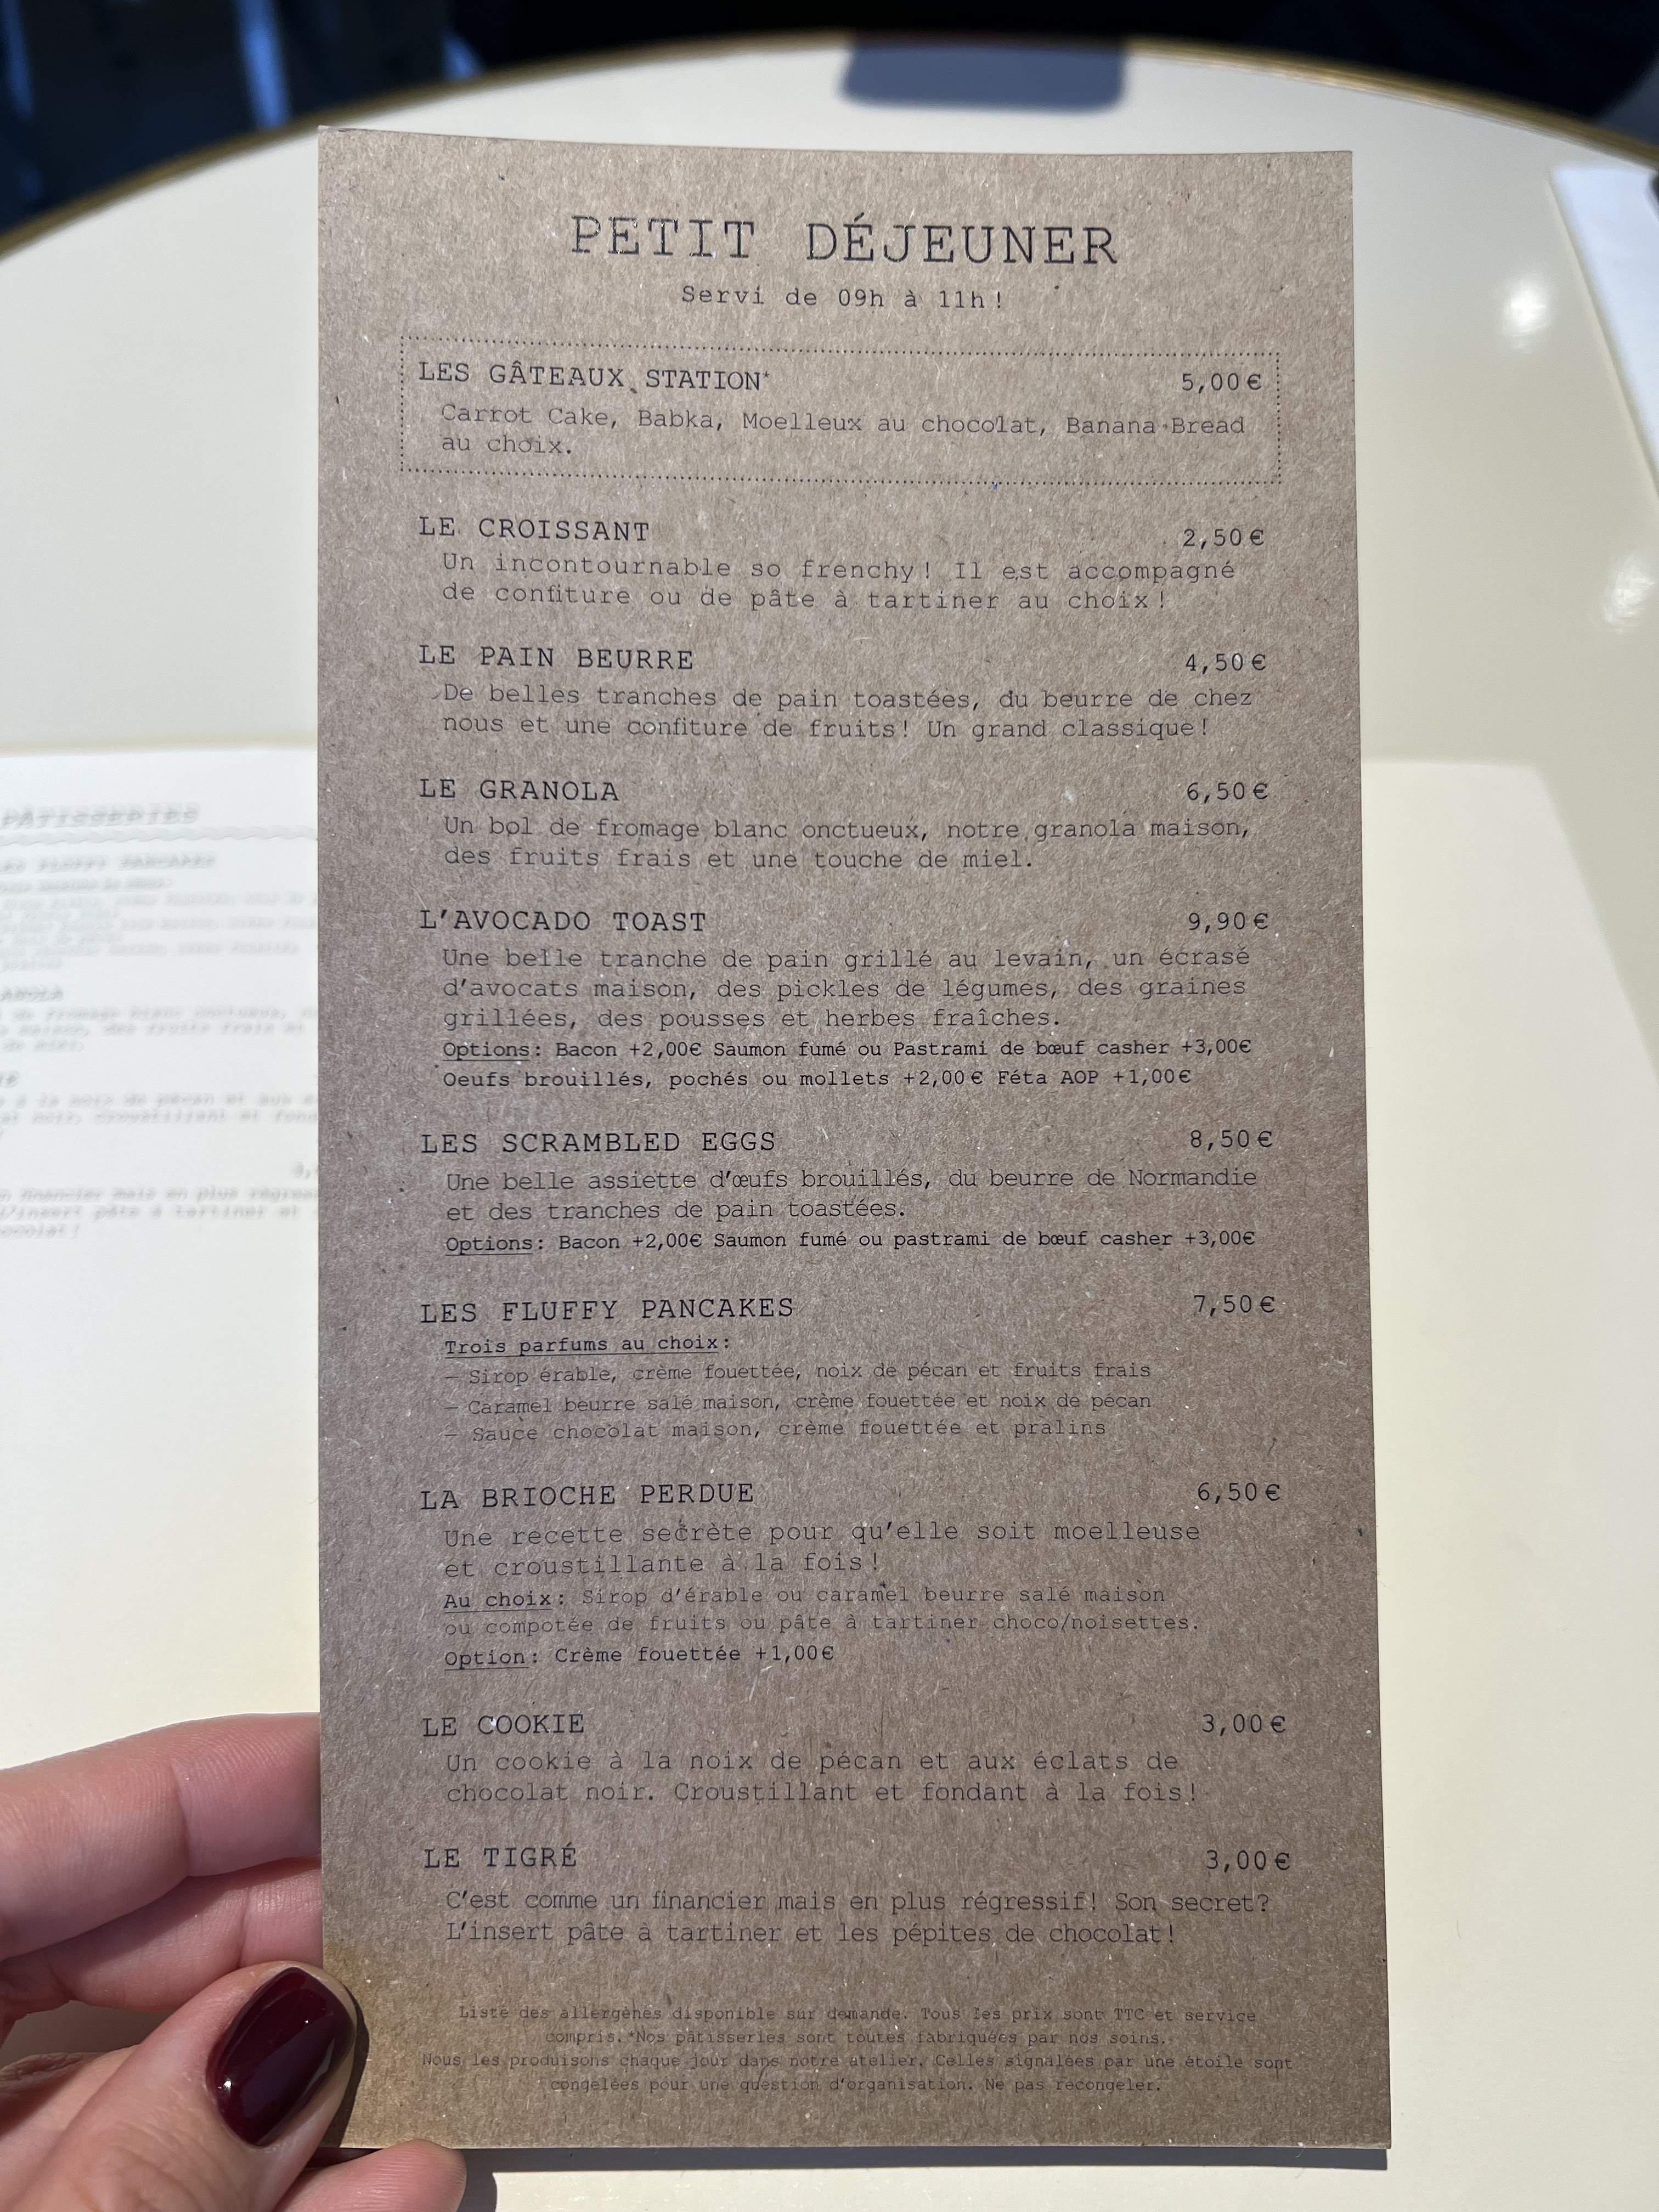 PETIT DÉJEUNER
Servi de 09h à 11h!
LES GÂTEAUX STATION* 5,00€
Carrot Cake, Babka, Moelleux au chocolat, Banana Bread
au choix.
LE CROISSANT 2,50€
Un incontournable so frenchy! Il est accompagné
de confiture ou de pâte à tartiner au choix!
LE PAIN BEURRE 4,50€
De belles tranches de pain toastées, du beurre de chez
nous et une confiture de fruits! Un grand classique!
LE GRANOLA 6,50€
Un bol de fromage blanc onctueux, notre granola maison,
des fruits frais et une touche de miel.
L'AVOCADO TOAST 9,90€
Une belle tranche de pain grillé au levain, un écrasé
d'avocats maison, des pickles de légumes, des graines
grillées, des pousses et herbes fraîches.
Options: Bacon +2,00€ Saumon fumé ou Pastrami de bœuf casher +3,00€
Oeufs brouillés, pochés ou mollets +2,00€ Féta AOP +1,00€
LES SCRAMBLED EGGS 8,50€
Une belle assiette d'œufs brouillés, du beurre de Normandie
et des tranches de pain toastées.
Options: Bacon +2,00€ Saumon fumé ou pastrami de bœuf casher +3,00€
LES FLUFFY PANCAKES 7,50€
Trois parfums au choix:
— Sirop érable, crème fouettée, noix de pécan et fruits frais
— Caramel beurre salé maison, crème fouettée et noix de pécan
— Sauce chocolat maison, crème fouettée et pralins
LA BRIOCHE PERDUE 6,50€
Une recette secrète pour qu'elle soit moelleuse
et croustillante à la fois!
Au choix: Sirop d'érable ou caramel beurre salé maison
ou compotée de fruits ou pâte à tartiner choco/noisettes.
Option: Crème fouettée +1,00€
LE COOKIE 3,00€
Un cookie à la noix de pécan et aux éclats de
chocolat noir. Croustillant et fondant à la fois!
LE TIGRÉ 3,00€
C'est comme un financier mais en plus régressif! Son secret?
L'insert pâte à tartiner et les pépites de chocolat!
Liste des allergènes disponible sur demande. Tous les prix sont TTC et service
compris.*Nos pâtisseries sont toutes fabriquées par nos soins.
Nous les produisons chaque jour dans notre atelier. Celles signalées par une étoile sont
congelées pour une question d'organisation. Ne pas recongeler.
PÂTISSERIES
FLUFFY PANCAKES